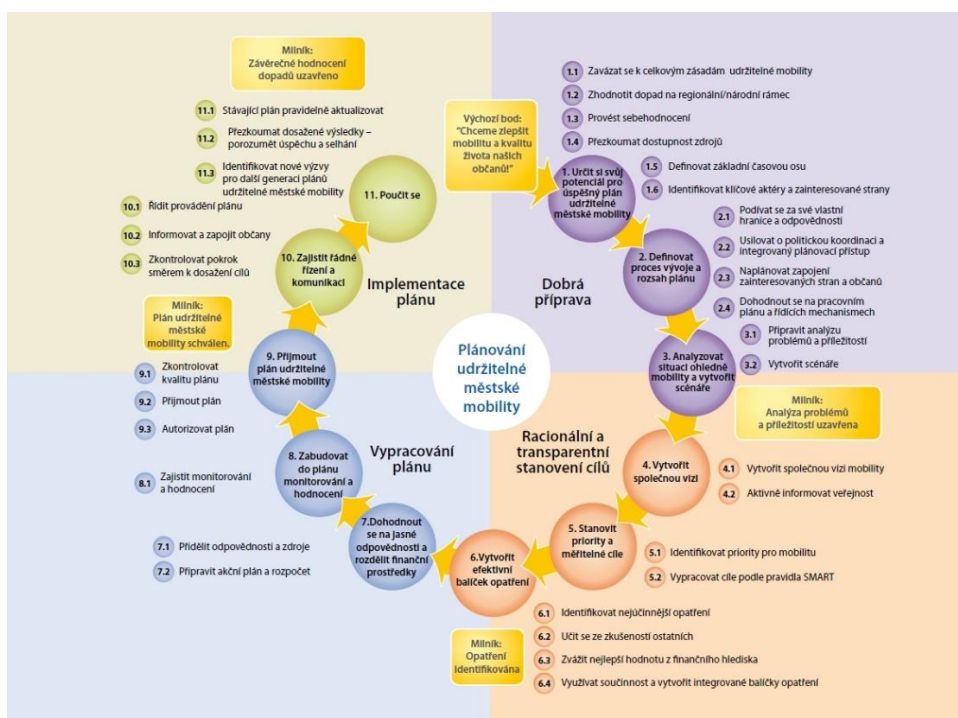 Plánování
udržitelné
městské
mobility
Výchozí bod:
"Chceme zlepšit
mobilitu a kvalitu
života našich
občanů!"
Dobrá
příprava
1. Určit si svůj
potenciál pro
úspěšný plán
udržitelné
městské mobility
1.1 Zavázat se k celkovým zásadám udržitelné mobility
1.2 Zhodnotit dopad na regionální/národní rámec
1.3 Provést sebehodnocení
1.4 Přezkoumat dostupnost zdrojů
1.5 Definovat základní časovou osu
1.6 Identifikovat klíčové aktéry a zainteresované strany
2. Definovat
proces vývoje a
rozsah plánu
2.1 Podívat se za své vlastní
hranice a odpovědnosti
2.2 Usilovat o politickou koordinaci a
integrovaný plánovací přístup
2.3 Naplánovat zapojení
zainteresovaných stran a občanů
2.4 Dohodnout se na pracovním
plánu a řídících mechanismech
3. Analyzovat
situaci ohledně
mobility a vytvořit
scénáře
3.1 Připravit analýzu
problémů a příležitostí
3.2 Vytvořit scénáře
Milník:
Analýza problémů
a příležitostí uzavřena
Racionální a
transparentní
stanovení cílů
4. Vytvořit
společnou vizi
4.1 Vytvořit společnou vizi mobility
4.2 Aktivně informovat veřejnost
5. Stanovit
priority a
měřitelné cíle
5.1 Identifikovat priority pro mobilitu
5.2 Vypracovat cíle podle pravidla SMART
6.Vytvořit
efektivní
balíček opatření
6.1 Identifikovat nejúčinnější opatření
6.2 Učit se ze zkušeností ostatních
6.3 Zvážit nejlepší hodnotu z finančního hlediska
6.4 Využívat součinnost a vytvořit integrované balíčky opatření
Milník:
Opatření
Identifikována
Vypracování
plánu
7.Dohodnout
se na jasné
odpovědnosti a
rozdělit finanční
prostředky
7.1 Přidělit odpovědnosti a zdroje
7.2 Připravit akční plán a rozpočet
8. Zabudovat
do plánu
monitorování a
hodnocení
8.1 Zajistit monitorování
a hodnocení
9. Přijmout
plán udržitelné
městské mobility
9.1 Zkontrolovat
kvalitu plánu
9.2 Přijmout plán
9.3 Autorizovat plán
Milník:
Plán udržitelné
městské
mobility schválen.
Implementace
plánu
10. Zajistit řádné
řízení a
komunikaci
10.1 Řídit provádění plánu
10.2 Informovat a zapojit občany
10.3 Zkontrolovat pokrok
směrem k dosažení cílů
11. Poučit se
11.1 Stávající plán pravidelně aktualizovat
11.2 Přezkoumat dosažené výsledky –
porozumět úspěchu a selhání
11.3 Identifikovat nové výzvy
pro další generaci plánů
udržitelné městské mobility
Milník:
Závěrečné hodnocení
dopadů uzavřeno